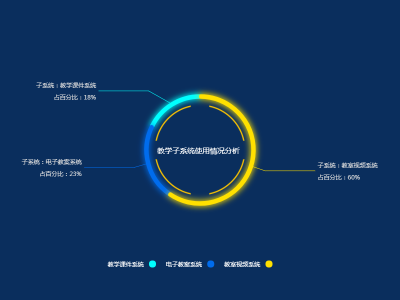 子系统：教学课件系统
占百分比：18%
教学子系统使用情况分析
子系统：电子教案系统
占百分比：23%
子系统：教室视频系统
占百分比：60%
教学课件系统
电子教案系统
教室视频系统